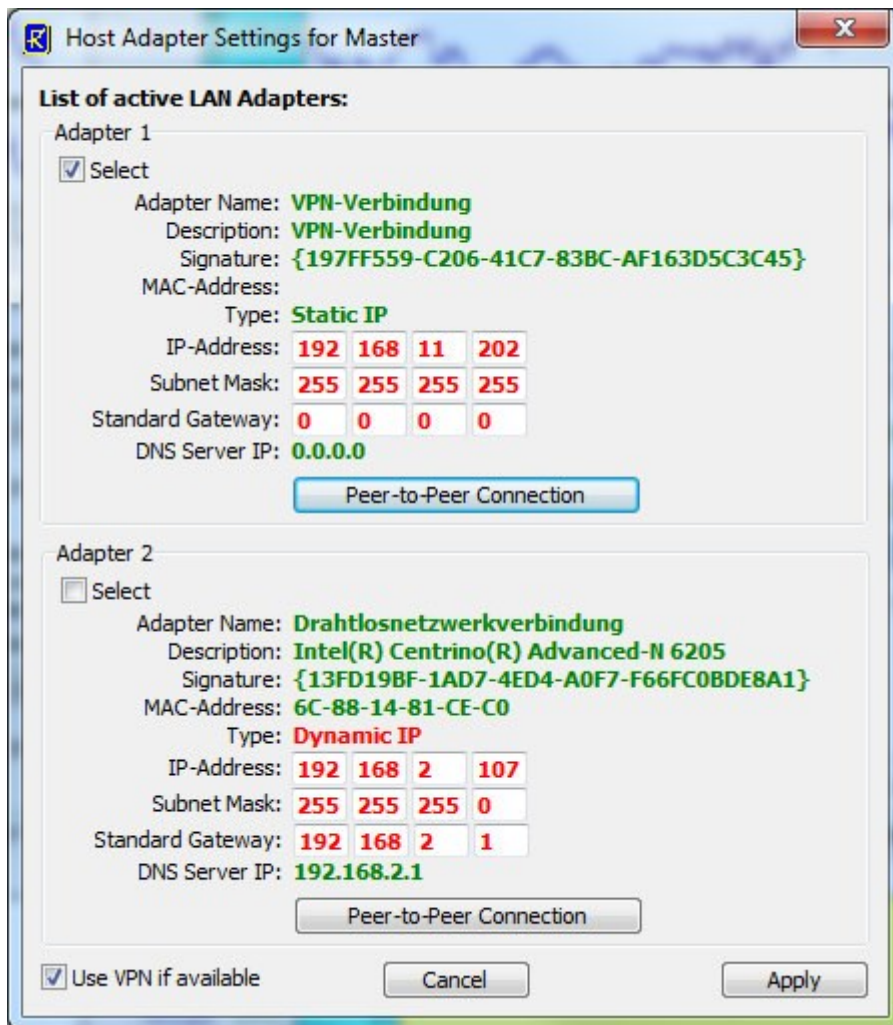 Host Adapter Settings for Master
List of active LAN Adapters:
Adapter 1
Select
Adapter Name: VPN-Verbindung
Description: VPN-Verbindung
Signature: {197FF559-C206-41C7-83BC-AF163D5C3C45}
MAC-Address:
Type: Static IP
IP-Address: 192 168 11 202
Subnet Mask: 255 255 255 255
Standard Gateway: 0 0 0 0
DNS Server IP: 0.0.0.0
Peer-to-Peer Connection
Adapter 2
Select
Adapter Name: Drahtlosnetzwerkverbindung
Description: Intel(R) Centrino(R) Advanced-N 6205
Signature: {13FD19BF-1AD7-4ED4-A0F7-F66FC0BDE8A1}
MAC-Address: 6C-88-14-81-CE-C0
Type: Dynamic IP
IP-Address: 192 168 2 107
Subnet Mask: 255 255 255 0
Standard Gateway: 192 168 2 1
DNS Server IP: 192.168.2.1
Peer-to-Peer Connection
Use VPN if available Cancel Apply